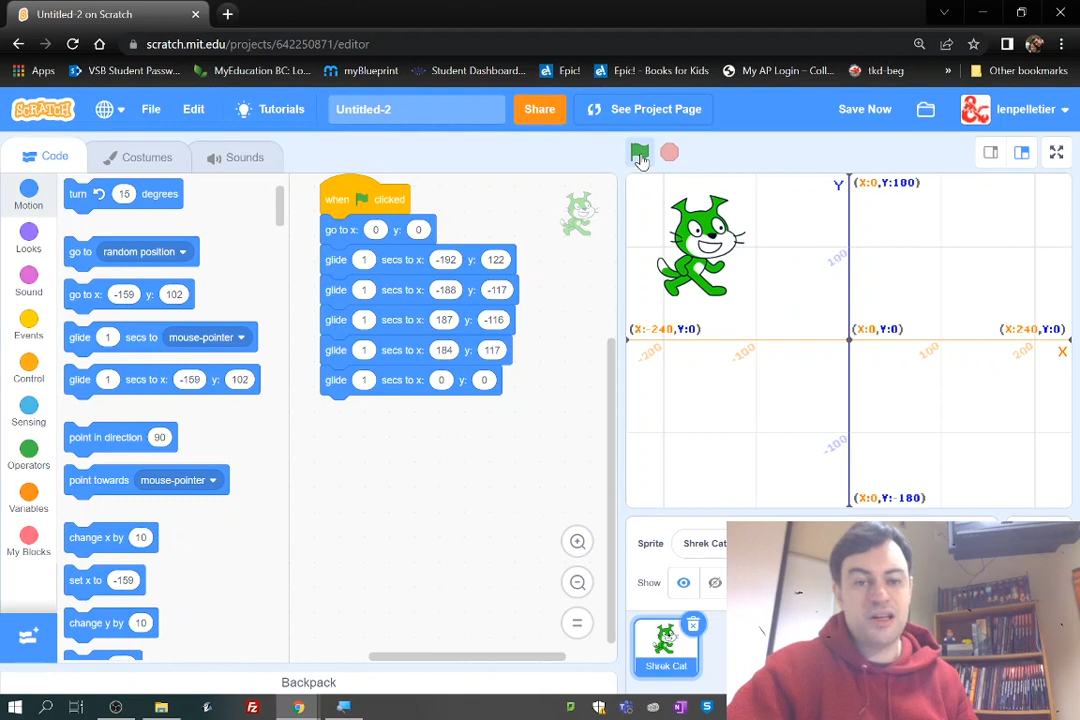 Untitled-2 on Scratch
scratch.mit.edu/projects/642250871/editor
Apps VSB Student Passw... MyEducation BC: Lo... myBlueprint Student Dashboard... Epic! Epic! - Books for Kids My AP Login – Coll... tkd-beg » Other bookmarks
SCRATCH File Edit Tutorials Untitled-2 Share See Project Page Save Now lenpelletier
Code Costumes Sounds
Motion
Looks
Sound
Events
Control
Sensing
Operators
Variables
My Blocks
turn 15 degrees
go to random position
go to x: -159 y: 102
glide 1 secs to mouse-pointer
glide 1 secs to x: -159 y: 102
point in direction 90
point towards mouse-pointer
change x by 10
set x to -159
change y by 10
when clicked
go to x: 0 y: 0
glide 1 secs to x: -192 y: 122
glide 1 secs to x: -188 y: -117
glide 1 secs to x: 187 y: -116
glide 1 secs to x: 184 y: 117
glide 1 secs to x: 0 y: 0
Backpack
Y (X:0,Y:180)
100
(X:-240,Y:0) (X:0,Y:0) (X:240,Y:0)
-200 -100 100 200 X
-100
(X:0,Y:-180)
Sprite Shrek Cat
Show
Shrek Cat